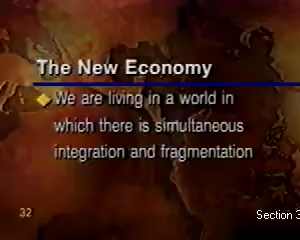 The New Economy
We are living in a world in
which there is simultaneous
integration and fragmentation
32
Section 3